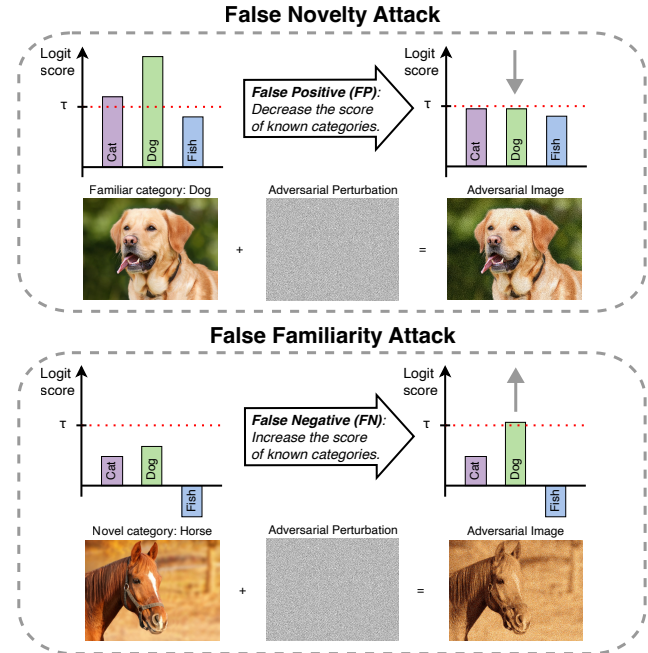 False Novelty Attack
Logit
score
τ
Cat
Dog
Fish
False Positive (FP):
Decrease the score
of known categories.
Logit
score
τ
Cat
Dog
Fish
Familiar category: Dog
Adversarial Perturbation
Adversarial Image
+
=
False Familiarity Attack
Logit
score
τ
Cat
Dog
Fish
False Negative (FN):
Increase the score
of known categories.
Logit
score
τ
Cat
Dog
Fish
Novel category: Horse
Adversarial Perturbation
Adversarial Image
+
=